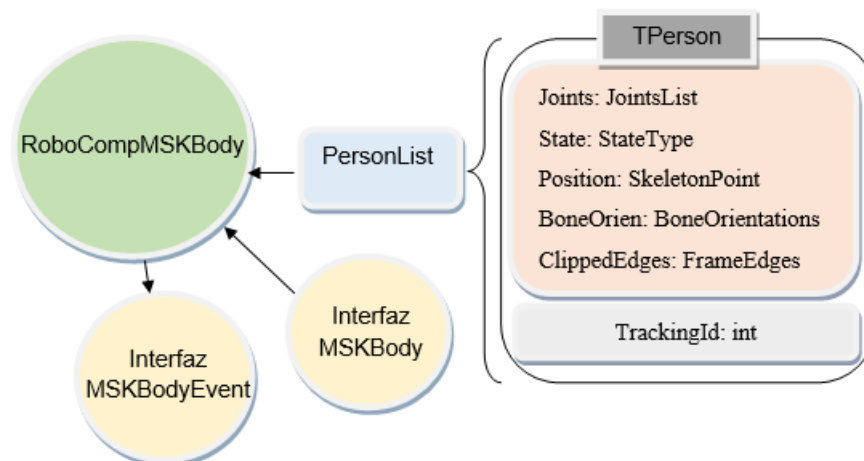 RoboCompMSKBody
PersonList
TPerson
Joints: JointsList
State: StateType
Position: SkeletonPoint
BoneOrien: BoneOrientations
ClippedEdges: FrameEdges
TrackingId: int
Interfaz
MSKBody
Interfaz
MSKBodyEvent